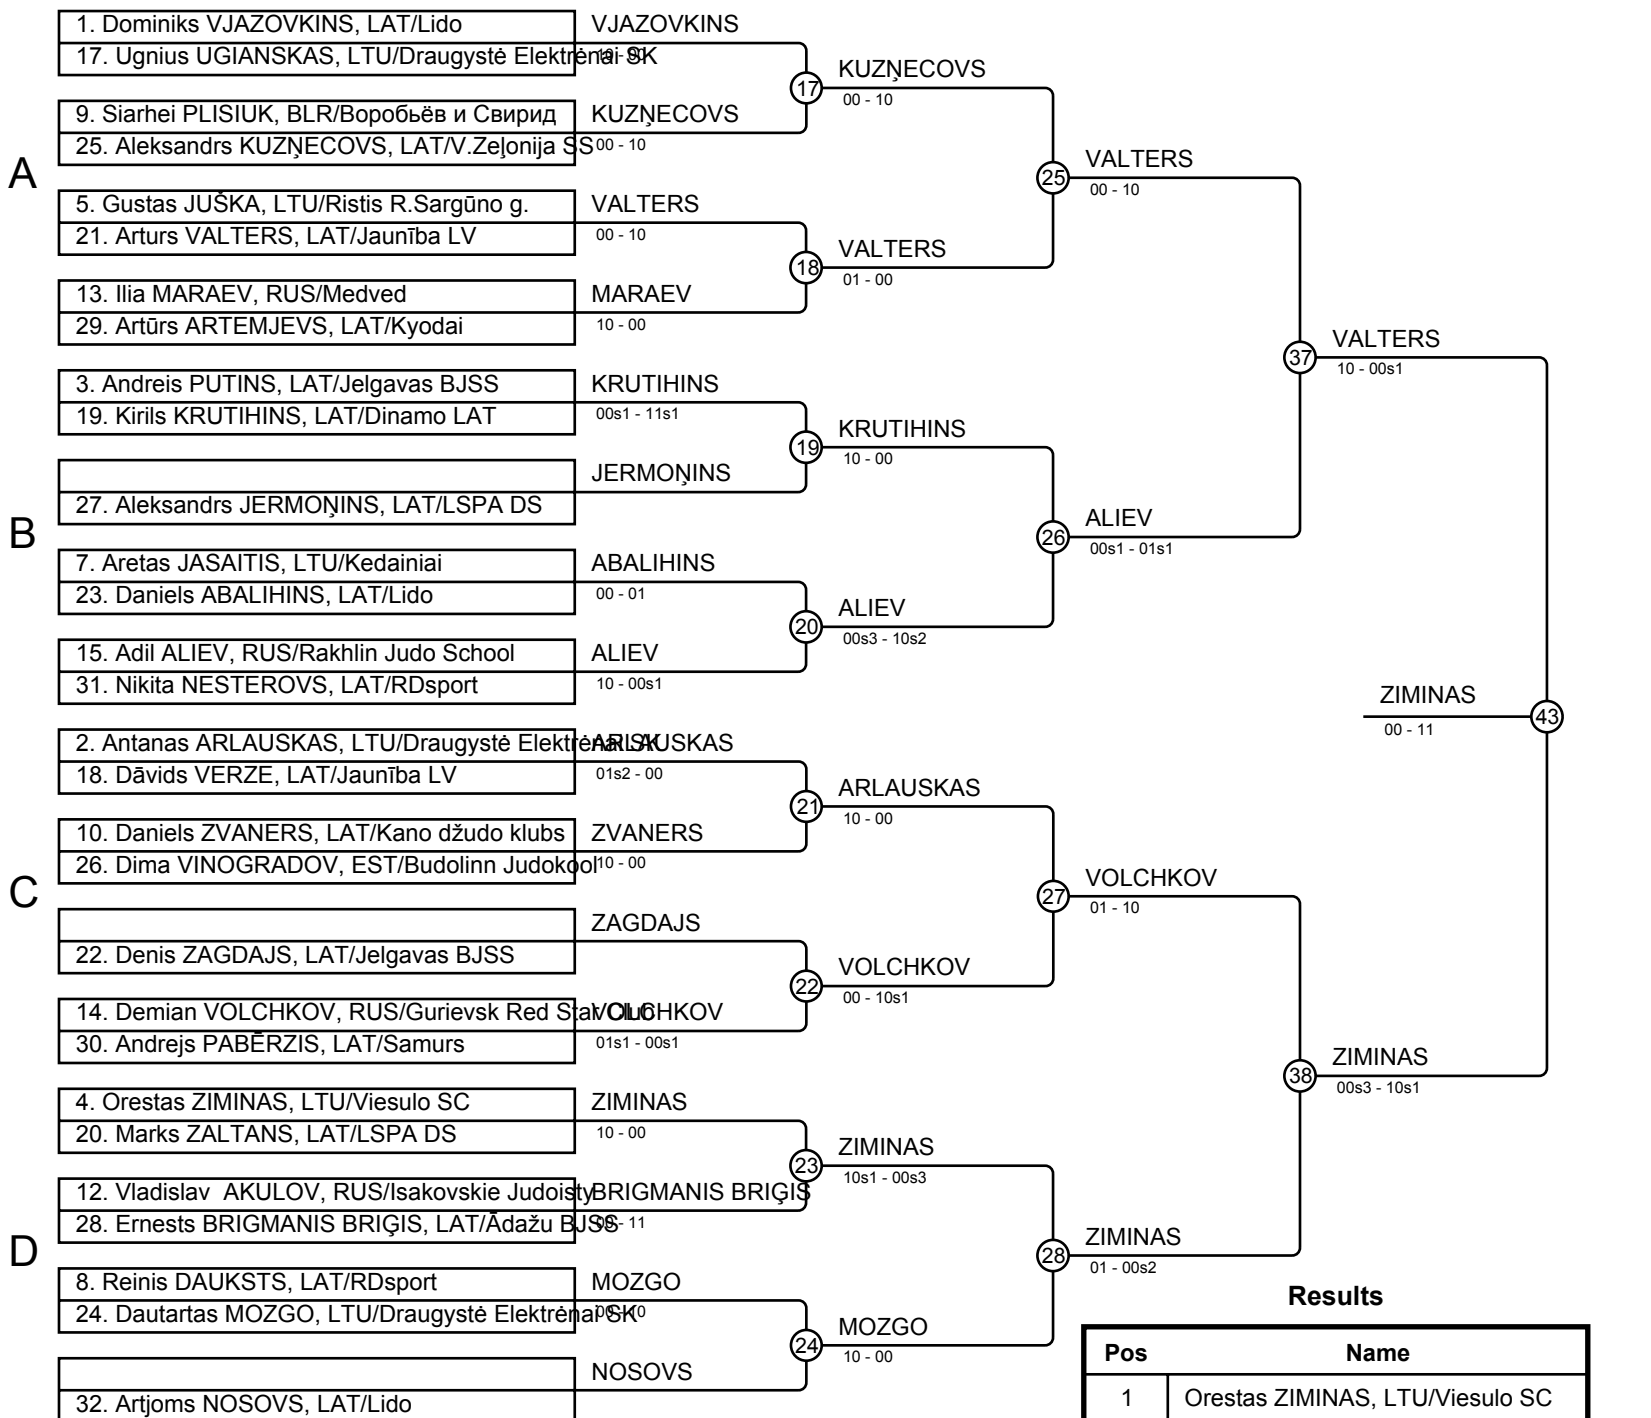 1. Dominiks VJAZOVKINS, LAT/Lido
VJAZOVKINS
17. Ugnius UGIANSKAS, LTU/Draugystė Elektrėnai SK
17
KUZŅECOVS
00 - 10
9. Siarhei PLISIUK, BLR/Воробьёв и Свирид
KUZŅECOVS
25. Aleksandrs KUZŅECOVS, LAT/V.Zeļonija SS
00 - 10
A
25
VALTERS
00 - 10
5. Gustas JUŠKA, LTU/Ristis R.Sargūno g.
VALTERS
21. Arturs VALTERS, LAT/Jaunība LV
00 - 10
18
VALTERS
01 - 00
13. Ilia MARAEV, RUS/Medved
MARAEV
29. Artūrs ARTEMJEVS, LAT/Kyodai
10 - 00
37
VALTERS
10 - 00s1
3. Andreis PUTINS, LAT/Jelgavas BJSS
KRUTIHINS
19. Kirils KRUTIHINS, LAT/Dinamo LAT
00s1 - 11s1
19
KRUTIHINS
10 - 00
JERMOŅINS
27. Aleksandrs JERMOŅINS, LAT/LSPA DS
B
26
ALIEV
00s1 - 01s1
7. Aretas JASAITIS, LTU/Kedainiai
ABALIHINS
23. Daniels ABALIHINS, LAT/Lido
00 - 01
20
ALIEV
00s3 - 10s2
15. Adil ALIEV, RUS/Rakhlin Judo School
ALIEV
31. Nikita NESTEROVS, LAT/RDsport
10 - 00s1
ZIMINAS
43
00 - 11
2. Antanas ARLAUSKAS, LTU/Draugystė Elektrėnai SK
ARLAUSKAS
18. Dāvids VERZE, LAT/Jaunība LV
01s2 - 00
21
ARLAUSKAS
10 - 00
10. Daniels ZVANERS, LAT/Kano džudo klubs
ZVANERS
26. Dima VINOGRADOV, EST/Budolinn Judokool
10 - 00
C
27
VOLCHKOV
01 - 10
ZAGDAJS
22. Denis ZAGDAJS, LAT/Jelgavas BJSS
22
VOLCHKOV
00 - 10s1
14. Demian VOLCHKOV, RUS/Gurievsk Red Star Club
VOLCHKOV
30. Andrejs PABĒRZIS, LAT/Samurs
01s1 - 00s1
38
ZIMINAS
00s3 - 10s1
4. Orestas ZIMINAS, LTU/Viesulo SC
ZIMINAS
20. Marks ZALTANS, LAT/LSPA DS
10 - 00
23
ZIMINAS
10s1 - 00s3
12. Vladislav AKULOV, RUS/Isakovskie Judoisty
BRIGMANIS BRIĢIS
28. Ernests BRIGMANIS BRIĢIS, LAT/Ādažu BJSS
00 - 11
D
28
ZIMINAS
01 - 00s2
8. Reinis DAUKSTS, LAT/RDsport
MOZGO
24. Dautartas MOZGO, LTU/Draugystė Elektrėnai SK
00 - 10
24
MOZGO
10 - 00
NOSOVS
32. Artjoms NOSOVS, LAT/Lido
Results
Pos Name
1 Orestas ZIMINAS, LTU/Viesulo SC